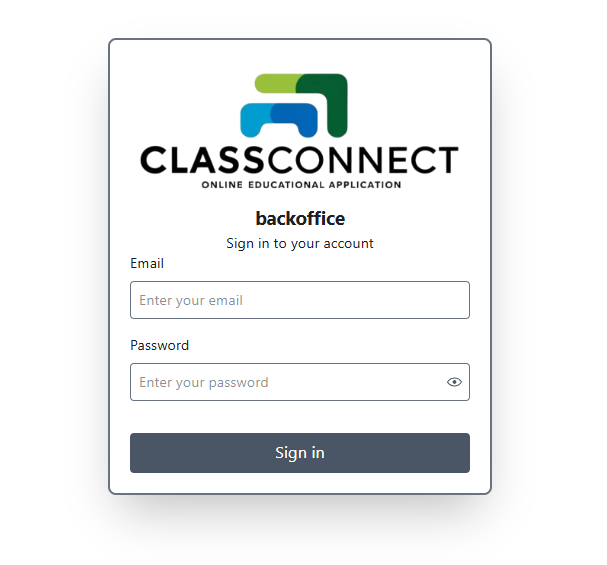 CLASSCONNECT
ONLINE EDUCATIONAL APPLICATION
backoffice
Sign in to your account
Email
Enter your email
Password
Enter your password
Sign in